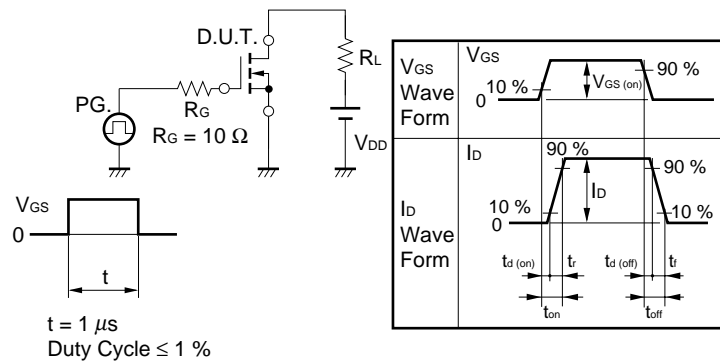 D.U.T.
RL
PG.
RG
RG = 10 Ω
VDD
VGS
0
t
t = 1 μs
Duty Cycle ≤ 1 %
VGS
Wave
Form
VGS
10 %
0
VGS (on)
90 %
ID
Wave
Form
ID
90 %
90 %
ID
10 %
0
10 %
td (on)
tr
td (off)
tf
ton
toff